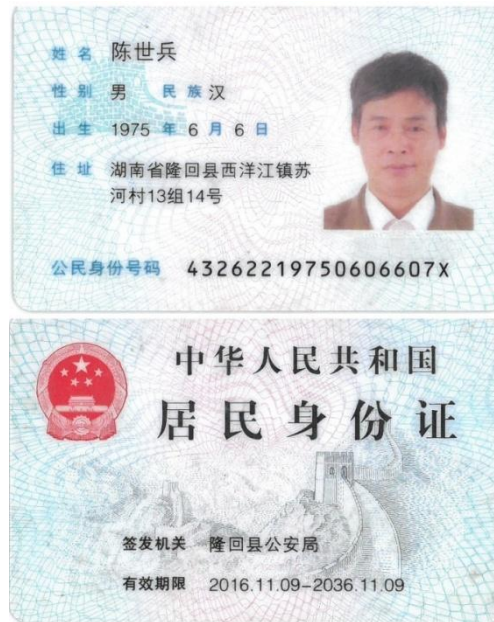 姓名 陈世兵
性别 男 民族 汉
出生 1975 年 6 月 6 日
住址 湖南省隆回县西洋江镇苏
河村13组14号
公民身份号码 43262219750606607X
中华人民共和国
居民身份证
签发机关 隆回县公安局
有效期限 2016.11.09-2036.11.09